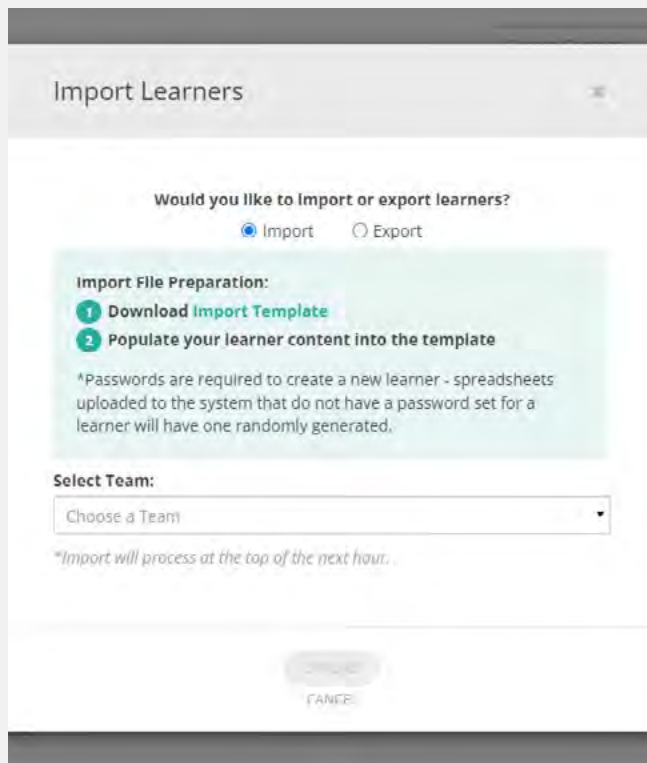 Import Learners
Would you like to import or export learners?
Import Export
Import File Preparation:
1 Download Import Template
2 Populate your learner content into the template
*Passwords are required to create a new learner - spreadsheets
uploaded to the system that do not have a password set for a
learner will have one randomly generated.
Select Team:
Choose a Team
*Import will process at the top of the next hour.
CANCEL